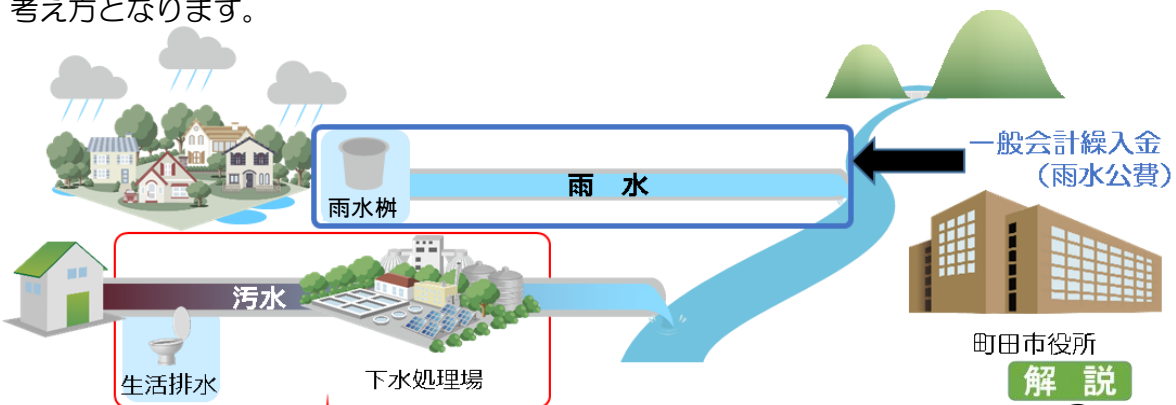 考え方となります。
一般会計繰入金
(雨水公費)
雨 水
雨水桝
汚水
生活排水
下水処理場
町田市役所
解 説